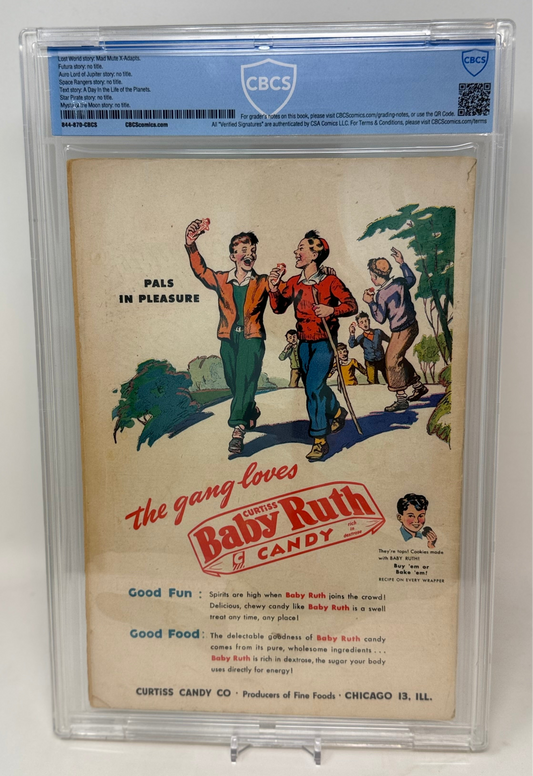 Lost World story: Mad Mute X-Adapts.
Futura story: no title.
Auro Lord of Jupiter story: no title.
Space Rangers story: no title.
Text story: A Day In the Life of the Planets.
Star Pirate story: no title.
Mysta of the Moon story: no title.
CBCS
CBCS
For grader's notes on this book, please visit CBCScomics.com/grading-notes, or use the QR Code.
CBCScomics.com
All "Verified Signatures" are authenticated by CSA Comics LLC. For Terms & Conditions, please visit CBCScomics.com/terms
PALS
IN PLEASURE
the gang loves
CURTISS
Baby Ruth
CANDY
rich
in
dextrose
They're tops! Cookies made
with BABY RUTH!
Buy 'em or
Bake 'em!
RECIPE ON EVERY WRAPPER
Good Fun : Spirits are high when Baby Ruth joins the crowd!
Delicious, chewy candy like Baby Ruth is a swell
treat any time, any place!
Good Food : The delectable goodness of Baby Ruth candy
comes from its pure, wholesome ingredients . . .
Baby Ruth is rich in dextrose, the sugar your body
uses directly for energy!
CURTISS CANDY CO · Producers of Fine Foods · CHICAGO 13, ILL.